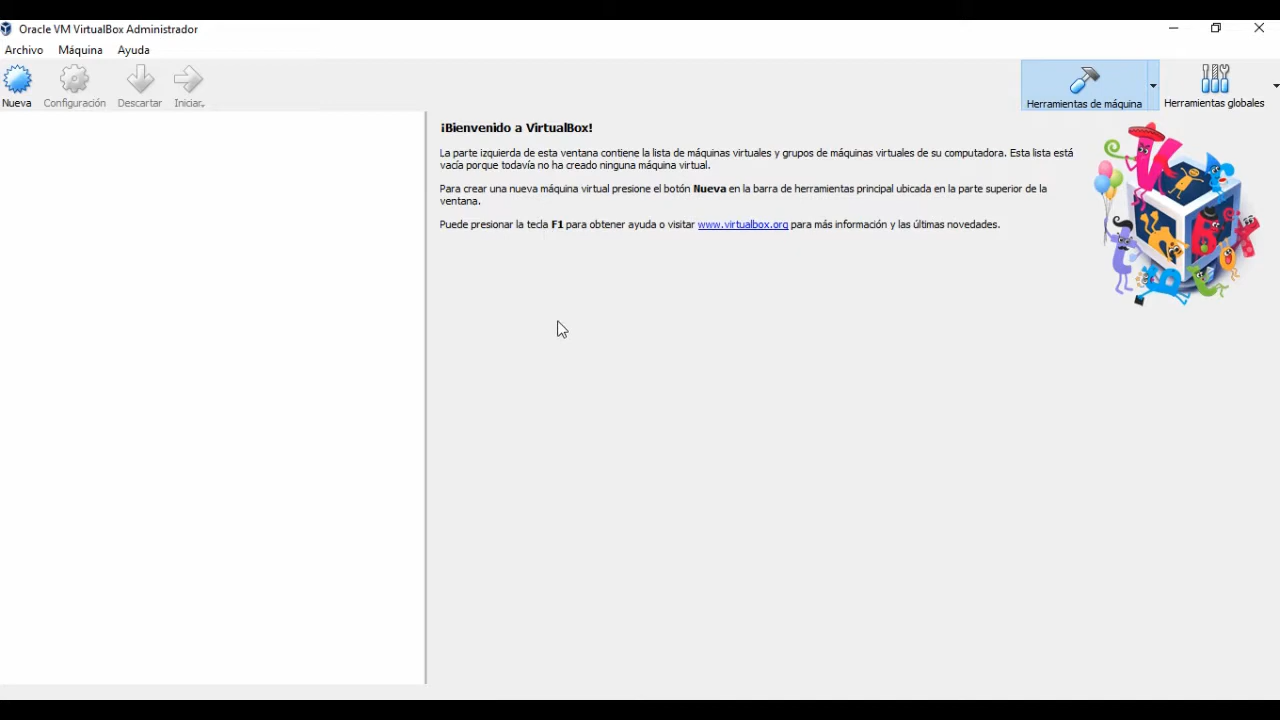 Oracle VM VirtualBox Administrador
Archivo Máquina Ayuda
Nueva Configuración Descartar Iniciar
Herramientas de máquina Herramientas globales
¡Bienvenido a VirtualBox!
La parte izquierda de esta ventana contiene la lista de máquinas virtuales y grupos de máquinas virtuales de su computadora. Esta lista está
vacía porque todavía no ha creado ninguna máquina virtual.
Para crear una nueva máquina virtual presione el botón Nueva en la barra de herramientas principal ubicada en la parte superior de la
ventana.
Puede presionar la tecla F1 para obtener ayuda o visitar www.virtualbox.org para más información y las últimas novedades.